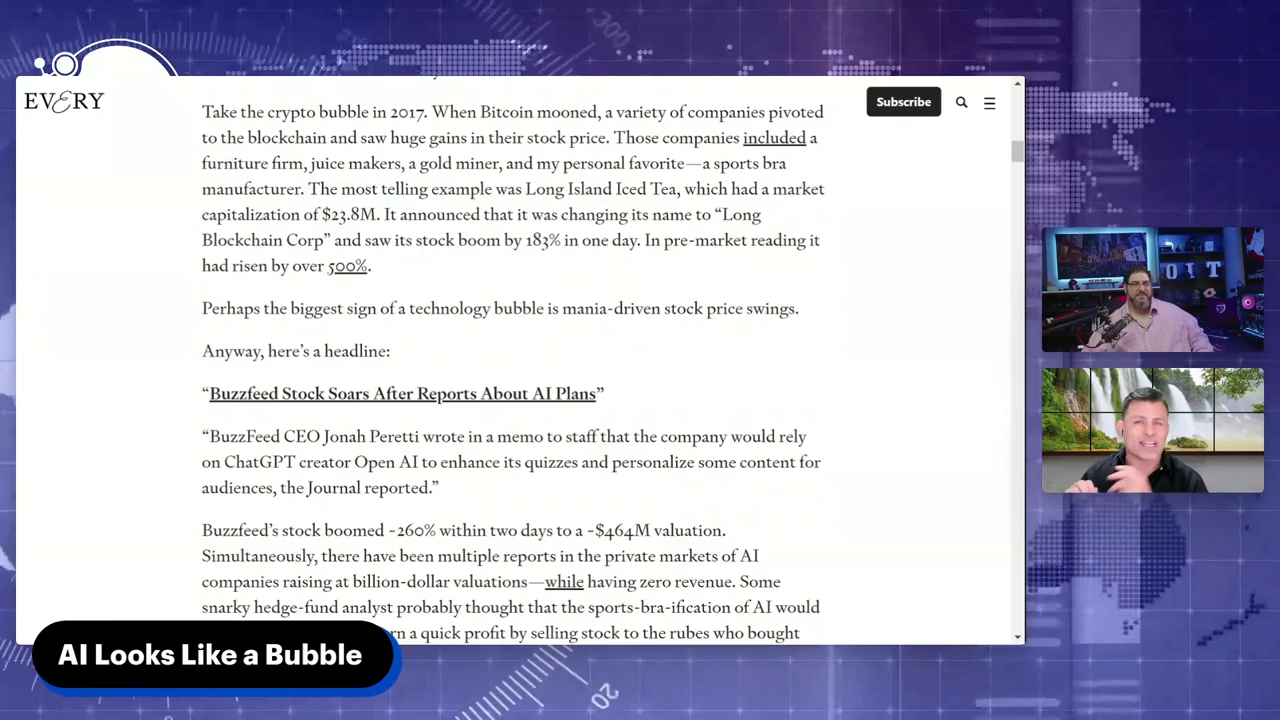 EVERY
Subscribe
Take the crypto bubble in 2017. When Bitcoin mooned, a variety of companies pivoted
to the blockchain and saw huge gains in their stock price. Those companies included a
furniture firm, juice makers, a gold miner, and my personal favorite—a sports bra
manufacturer. The most telling example was Long Island Iced Tea, which had a market
capitalization of $23.8M. It announced that it was changing its name to “Long
Blockchain Corp” and saw its stock boom by 183% in one day. In pre-market reading it
had risen by over 500%.
Perhaps the biggest sign of a technology bubble is mania-driven stock price swings.
Anyway, here’s a headline:
“Buzzfeed Stock Soars After Reports About AI Plans”
“BuzzFeed CEO Jonah Peretti wrote in a memo to staff that the company would rely
on ChatGPT creator Open AI to enhance its quizzes and personalize some content for
audiences, the Journal reported.”
Buzzfeed’s stock boomed ~260% within two days to a ~$464M valuation.
Simultaneously, there have been multiple reports in the private markets of AI
companies raising at billion-dollar valuations—while having zero revenue. Some
snarky hedge-fund analyst probably thought that the sports-bra-ification of AI would
a quick profit by selling stock to the rubes who bought
AI Looks Like a Bubble
OIT
20